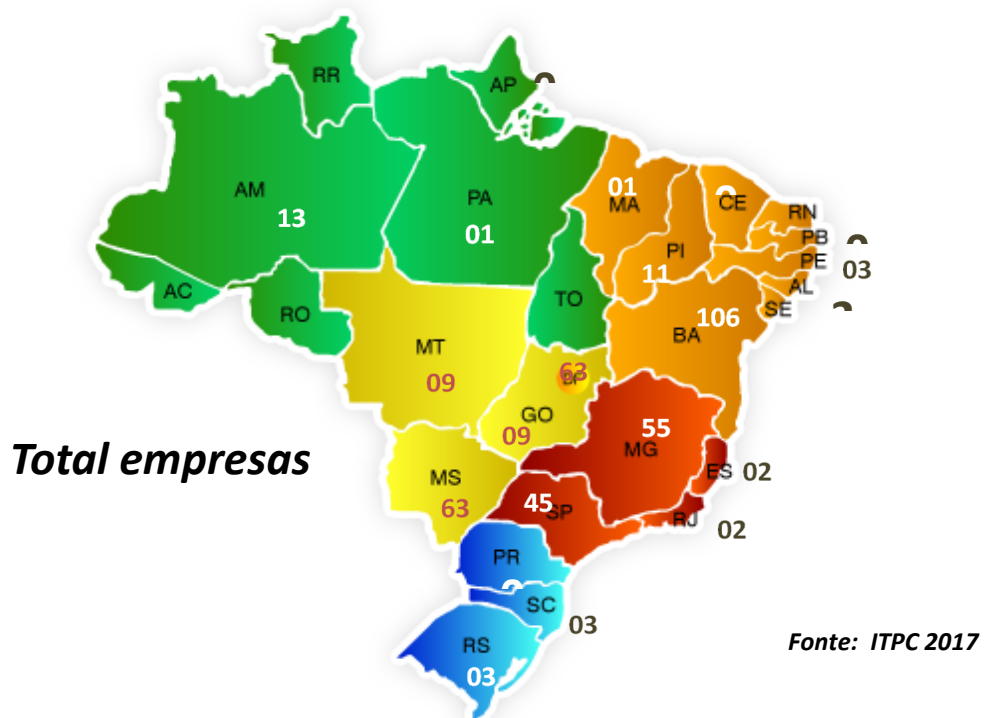 RR
AP
AM
13
PA
01
01
MA
CE
RN
PI
PB
PE
03
11
AC
RO
TO
AL
SE
106
BA
MT
09
63
GO
09
55
MG
Total empresas
MS
63
ES
02
45
SP
RJ
02
PR
SC
03
RS
03
Fonte: ITPC 2017